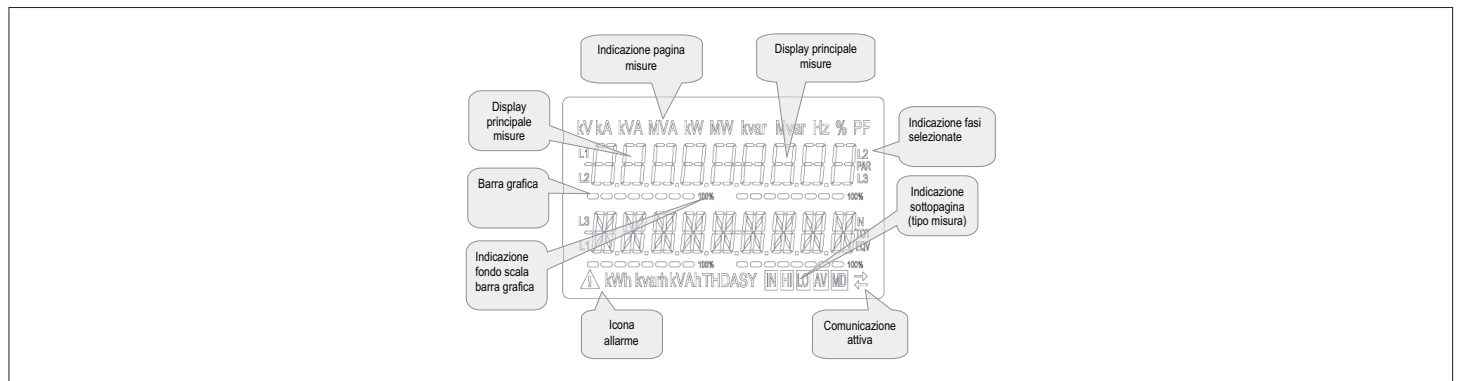 Indicazione pagina
misure
Display principale
misure
Display
principale
misure
Indicazione fasi
selezionate
kV kA kVA MVA kW MW kvar Mvar Hz % PF
L1
L2
L2
PAR
L3
Barra grafica
100%
100%
Indicazione
sottopagina
(tipo misura)
L3
L1
N
TOT
EQV
Indicazione
fondo scala
barra grafica
100%
100%
kWh kvarh kVAh THD ASY IN HI LO AV MD
Icona
allarme
Comunicazione
attiva